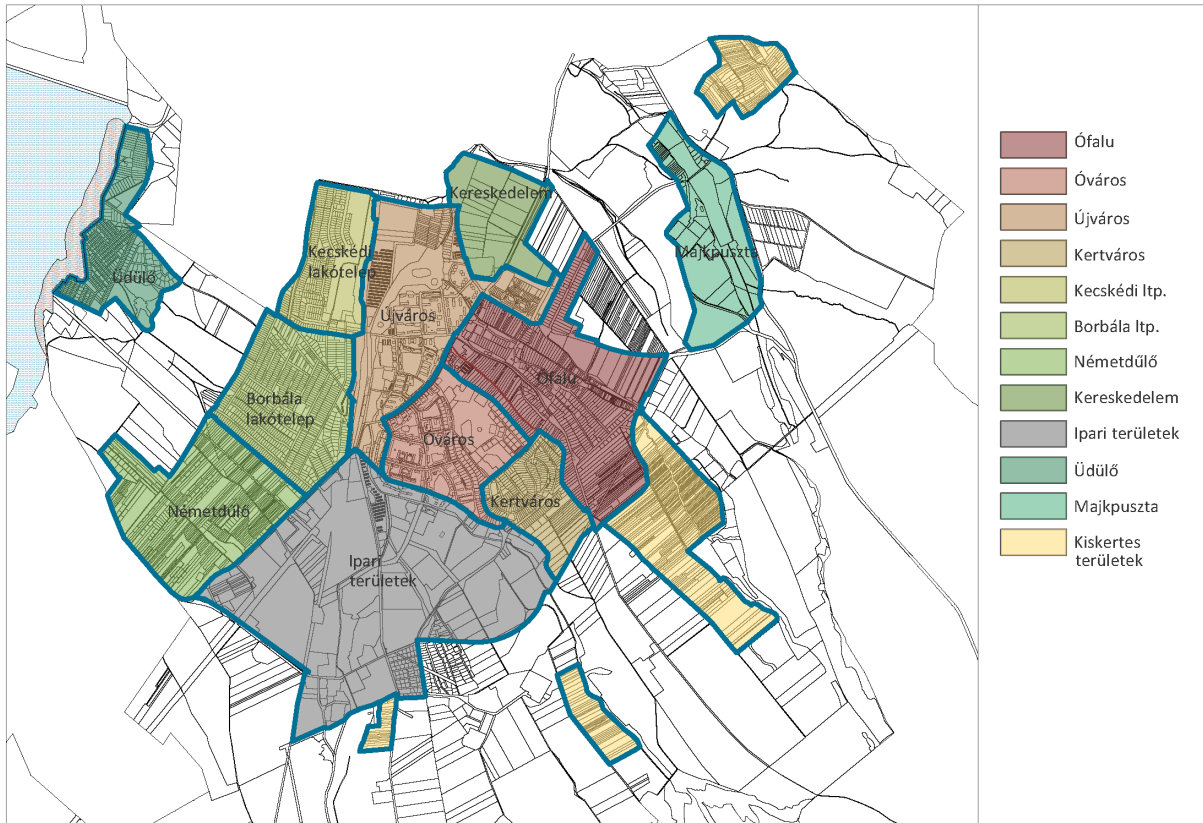 Kereskedelem
Kecskédi
lakótelep
Majkpuszta
Üdülő
Újváros
Ófalu
Borbála
lakótelep
Óváros
Kertváros
Németdűlő
Ipari
területek
Ófalu
Óváros
Újváros
Kertváros
Kecskédi ltp.
Borbála ltp.
Németdűlő
Kereskedelem
Ipari területek
Üdülő
Majkpuszta
Kiskertes
területek